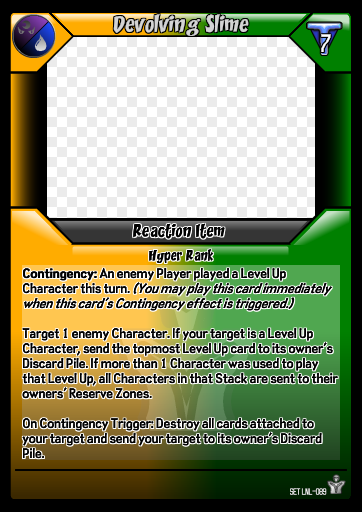 Devolving Slime
7
Reaction Item
Hyper Rank
Contingency: An enemy Player played a Level Up
Character this turn. (You may play this card immediately
when this card's Contingency effect is triggered.)
Target 1 enemy Character. If your target is a Level Up
Character, send the topmost Level Up card to its owner's
Discard Pile. If more than 1 Character was used to play
that Level Up, all Characters in that Stack are sent to their
owners' Reserve Zones.
On Contingency Trigger: Destroy all cards attached to
your target and send your target to its owner's Discard
Pile.
SET LNL-089